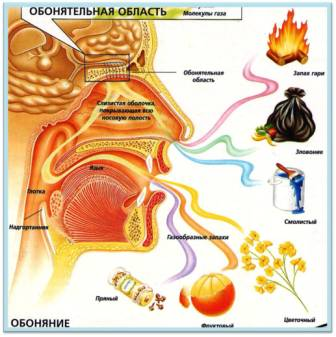 ОБОНЯТЕЛЬНАЯ ОБЛАСТЬ
Молекулы газа
Обонятельная
область
Запах гари
Слизистая оболочка,
покрывающая всю
носовую полость
Зловоние
Язык
Глотка
Смолистый
Надгортанник
Газообразные запахи
Пряный
Фруктовый
Цветочный
ОБОНЯНИЕ